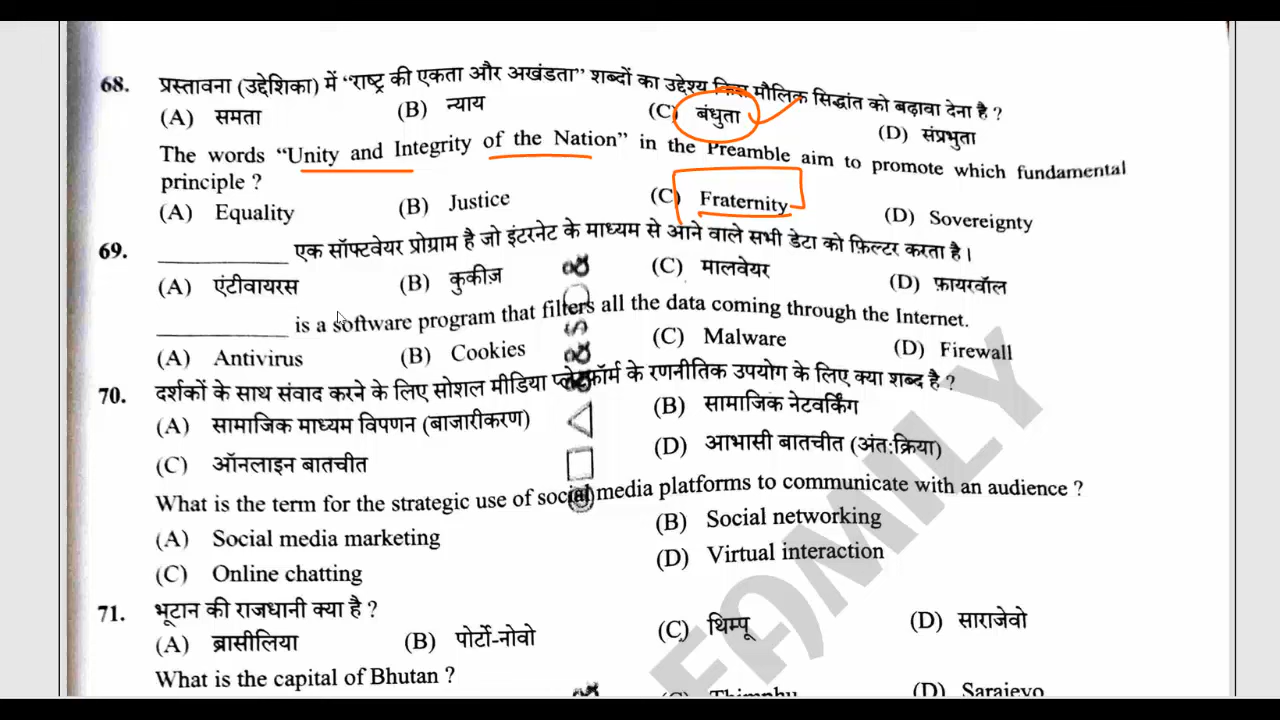 68. प्रस्तावना (उद्देशिका) में “राष्ट्र की एकता और अखंडता” शब्दों का उद्देश्य किस मौलिक सिद्धांत को बढ़ावा देना है ?
(A) समता (B) न्याय (C) बंधुता (D) संप्रभुता
The words “Unity and Integrity of the Nation” in the Preamble aim to promote which fundamental
principle ?
(A) Equality (B) Justice (C) Fraternity (D) Sovereignty
69. __________ एक सॉफ्टवेयर प्रोग्राम है जो इंटरनेट के माध्यम से आने वाले सभी डेटा को फ़िल्टर करता है।
(A) एंटीवायरस (B) कुकीज़ (C) मालवेयर (D) फ़ायरवॉल
__________ is a software program that filters all the data coming through the Internet.
(A) Antivirus (B) Cookies (C) Malware (D) Firewall
70. दर्शकों के साथ संवाद करने के लिए सोशल मीडिया प्लेटफ़ॉर्म के रणनीतिक उपयोग के लिए क्या शब्द है ?
(A) सामाजिक माध्यम विपणन (बाजारीकरण) (B) सामाजिक नेटवर्किंग
(C) ऑनलाइन बातचीत (D) आभासी बातचीत (अंत:क्रिया)
What is the term for the strategic use of social media platforms to communicate with an audience ?
(A) Social media marketing (B) Social networking
(C) Online chatting (D) Virtual interaction
71. भूटान की राजधानी क्या है ?
(A) ब्रासीलिया (B) पोर्टो-नोवो (C) थिम्पू (D) साराजेवो
What is the capital of Bhutan ?
(C) Thimphu (D) Sarajevo
FAMILY